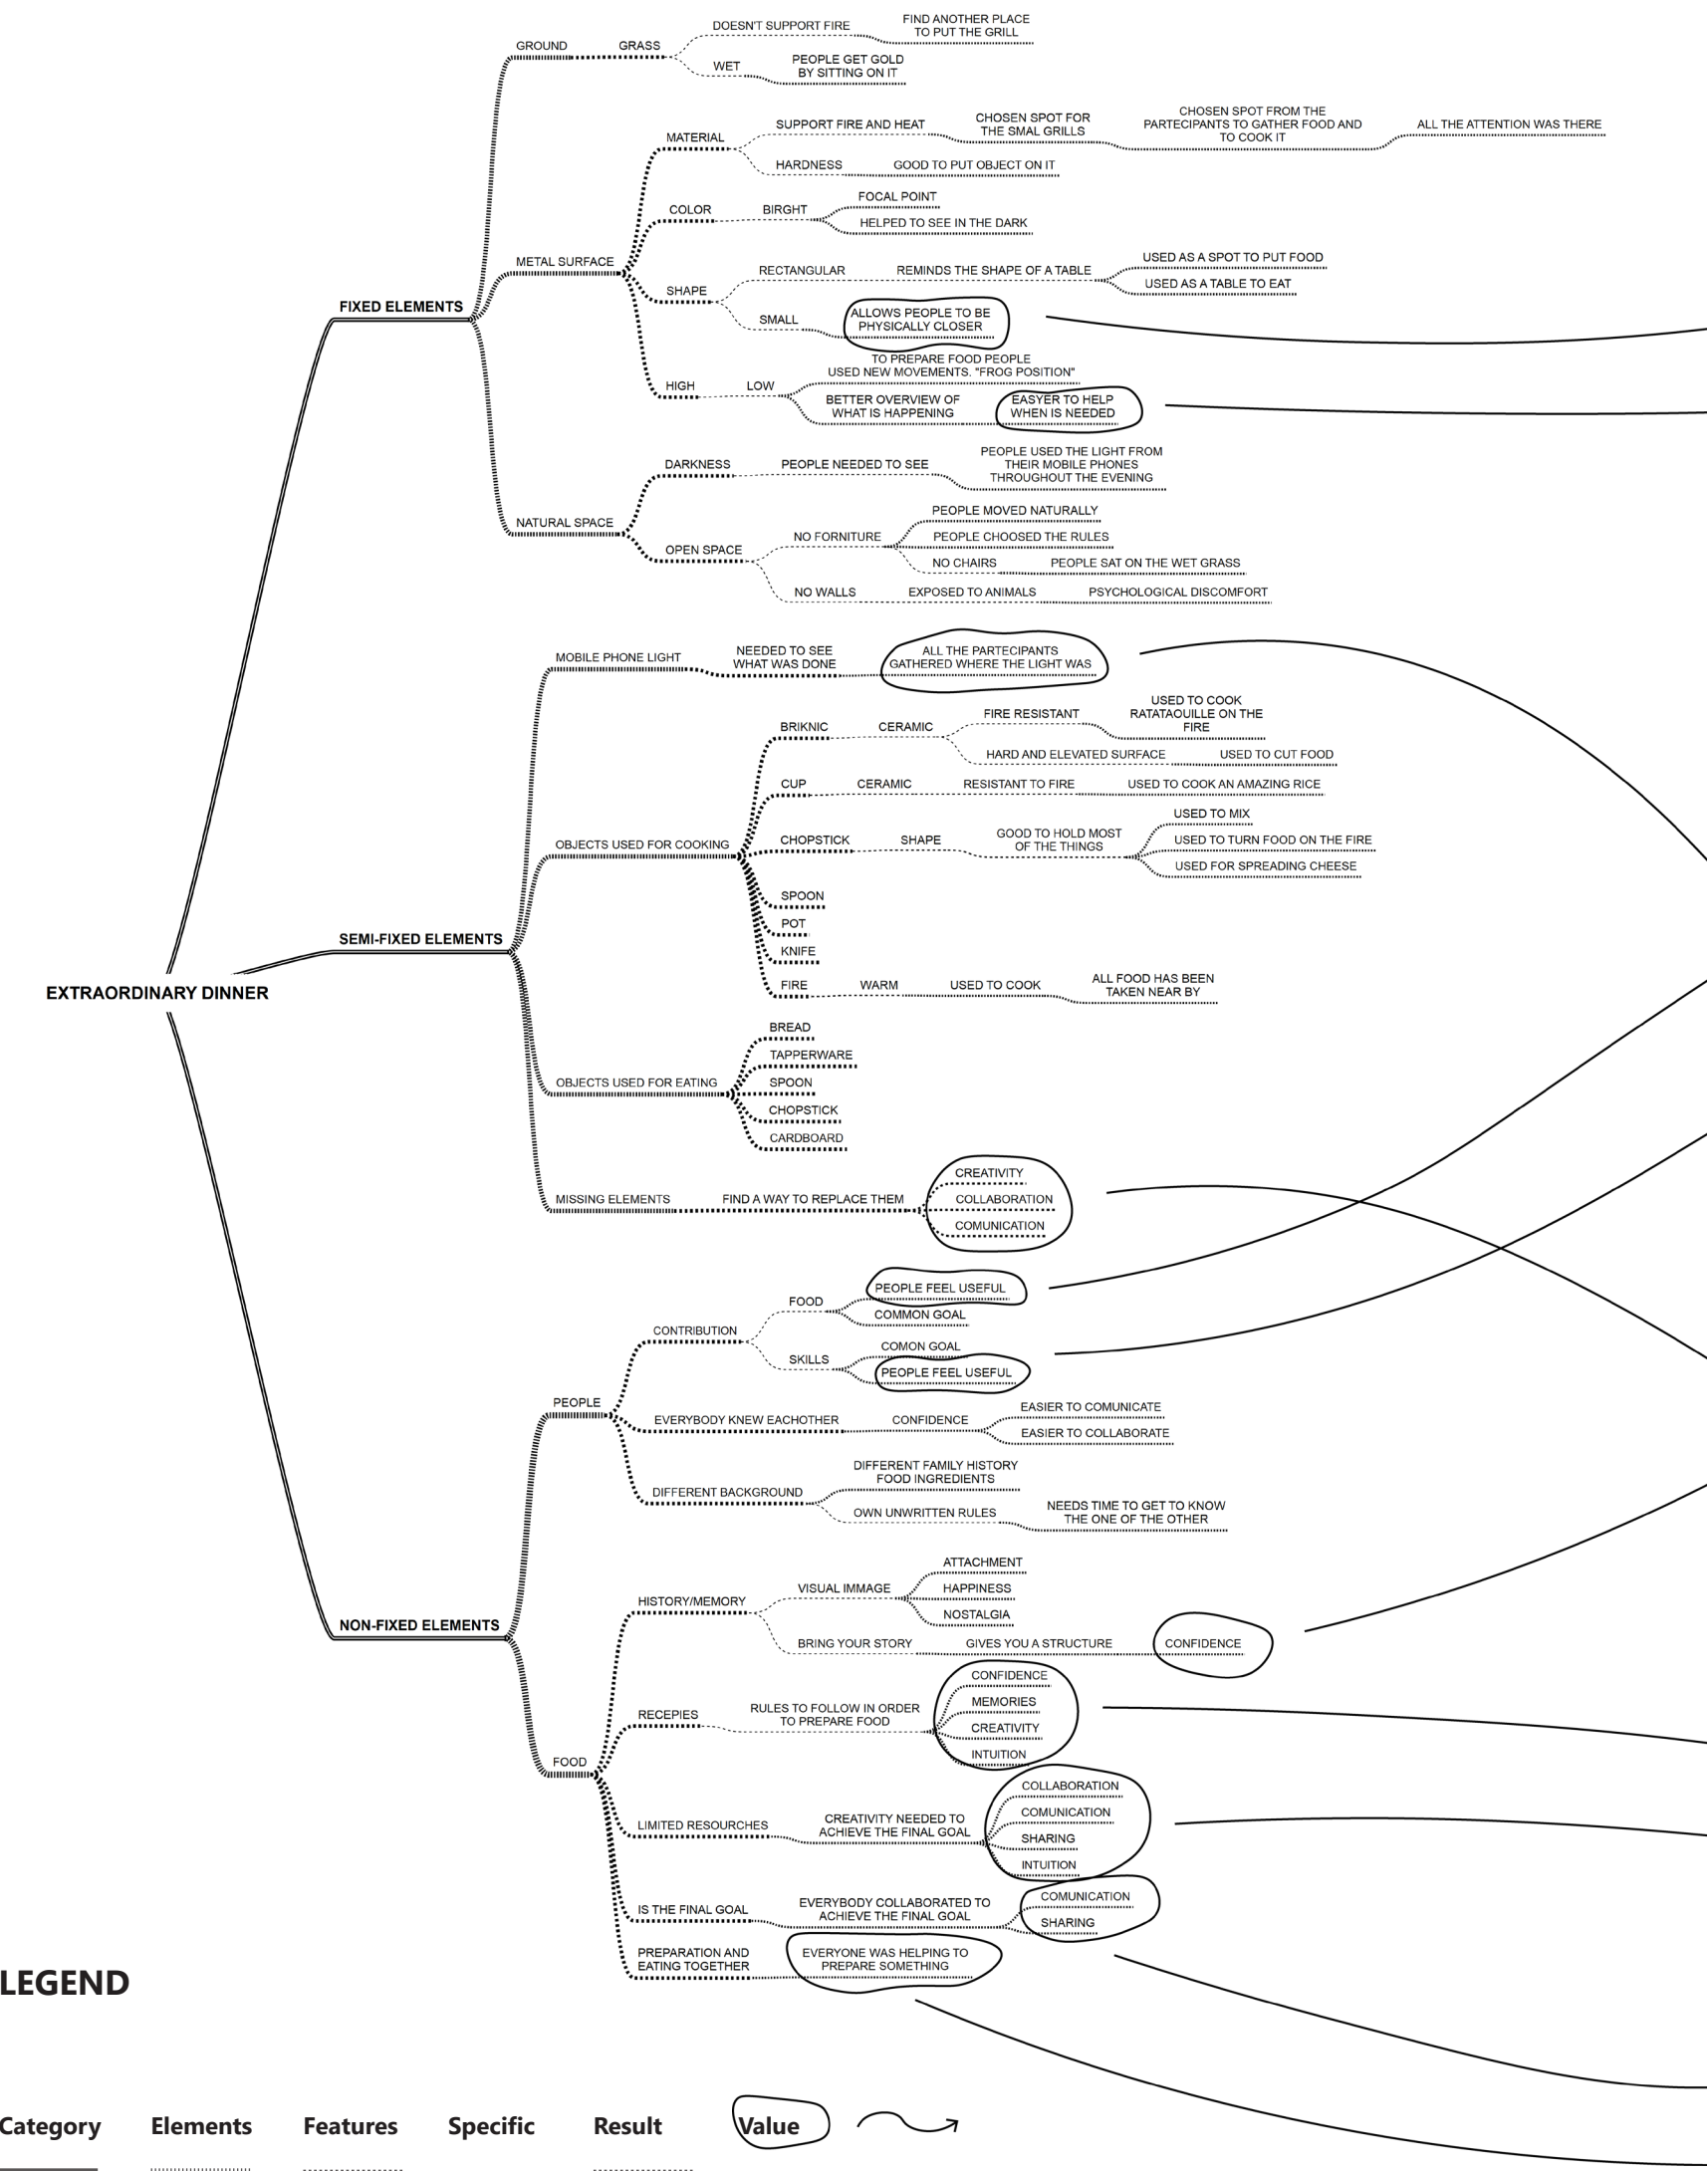 DOESN'T SUPPORT FIRE
FIND ANOTHER PLACE
TO PUT THE GRILL
GROUND
GRASS
WET
PEOPLE GET GOLD
BY SITTING ON IT
MATERIAL
SUPPORT FIRE AND HEAT
CHOSEN SPOT FOR
THE SMAL GRILLS
CHOSEN SPOT FROM THE
PARTECIPANTS TO GATHER FOOD AND
TO COOK IT
ALL THE ATTENTION WAS THERE
HARDNESS
GOOD TO PUT OBJECT ON IT
COLOR
BIRGHT
FOCAL POINT
HELPED TO SEE IN THE DARK
METAL SURFACE
SHAPE
RECTANGULAR
REMINDS THE SHAPE OF A TABLE
USED AS A SPOT TO PUT FOOD
USED AS A TABLE TO EAT
FIXED ELEMENTS
SMALL
ALLOWS PEOPLE TO BE
PHYSICALLY CLOSER
HIGH
LOW
TO PREPARE FOOD PEOPLE
USED NEW MOVEMENTS. "FROG POSITION"
BETTER OVERVIEW OF
WHAT IS HAPPENING
EASYER TO HELP
WHEN IS NEEDED
DARKNESS
PEOPLE NEEDED TO SEE
PEOPLE USED THE LIGHT FROM
THEIR MOBILE PHONES
THROUGHOUT THE EVENING
NATURAL SPACE
OPEN SPACE
NO FORNITURE
PEOPLE MOVED NATURALLY
PEOPLE CHOOSED THE RULES
NO CHAIRS
PEOPLE SAT ON THE WET GRASS
NO WALLS
EXPOSED TO ANIMALS
PSYCHOLOGICAL DISCOMFORT
MOBILE PHONE LIGHT
NEEDED TO SEE
WHAT WAS DONE
ALL THE PARTECIPANTS
GATHERED WHERE THE LIGHT WAS
BRIKNIC
CERAMIC
FIRE RESISTANT
USED TO COOK
RATATAOUILLE ON THE
FIRE
HARD AND ELEVATED SURFACE
USED TO CUT FOOD
CUP
CERAMIC
RESISTANT TO FIRE
USED TO COOK AN AMAZING RICE
OBJECTS USED FOR COOKING
CHOPSTICK
SHAPE
GOOD TO HOLD MOST
OF THE THINGS
USED TO MIX
USED TO TURN FOOD ON THE FIRE
USED FOR SPREADING CHEESE
SPOON
POT
KNIFE
SEMI-FIXED ELEMENTS
FIRE
WARM
USED TO COOK
ALL FOOD HAS BEEN
TAKEN NEAR BY
EXTRAORDINARY DINNER
OBJECTS USED FOR EATING
BREAD
TAPPERWARE
SPOON
CHOPSTICK
CARDBOARD
MISSING ELEMENTS
FIND A WAY TO REPLACE THEM
CREATIVITY
COLLABORATION
COMUNICATION
CONTRIBUTION
FOOD
PEOPLE FEEL USEFUL
COMMON GOAL
SKILLS
COMON GOAL
PEOPLE FEEL USEFUL
PEOPLE
EVERYBODY KNEW EACHOTHER
CONFIDENCE
EASIER TO COMUNICATE
EASIER TO COLLABORATE
DIFFERENT BACKGROUND
DIFFERENT FAMILY HISTORY
FOOD INGREDIENTS
OWN UNWRITTEN RULES
NEEDS TIME TO GET TO KNOW
THE ONE OF THE OTHER
NON-FIXED ELEMENTS
HISTORY/MEMORY
VISUAL IMMAGE
ATTACHMENT
HAPPINESS
NOSTALGIA
BRING YOUR STORY
GIVES YOU A STRUCTURE
CONFIDENCE
RECEPIES
RULES TO FOLLOW IN ORDER
TO PREPARE FOOD
CONFIDENCE
MEMORIES
CREATIVITY
INTUITION
FOOD
LIMITED RESOURCHES
CREATIVITY NEEDED TO
ACHIEVE THE FINAL GOAL
COLLABORATION
COMUNICATION
SHARING
INTUITION
IS THE FINAL GOAL
EVERYBODY COLLABORATED TO
ACHIEVE THE FINAL GOAL
COMUNICATION
SHARING
PREPARATION AND
EATING TOGETHER
EVERYONE WAS HELPING TO
PREPARE SOMETHING
LEGEND
Category
Elements
Features
Specific
Result
Value